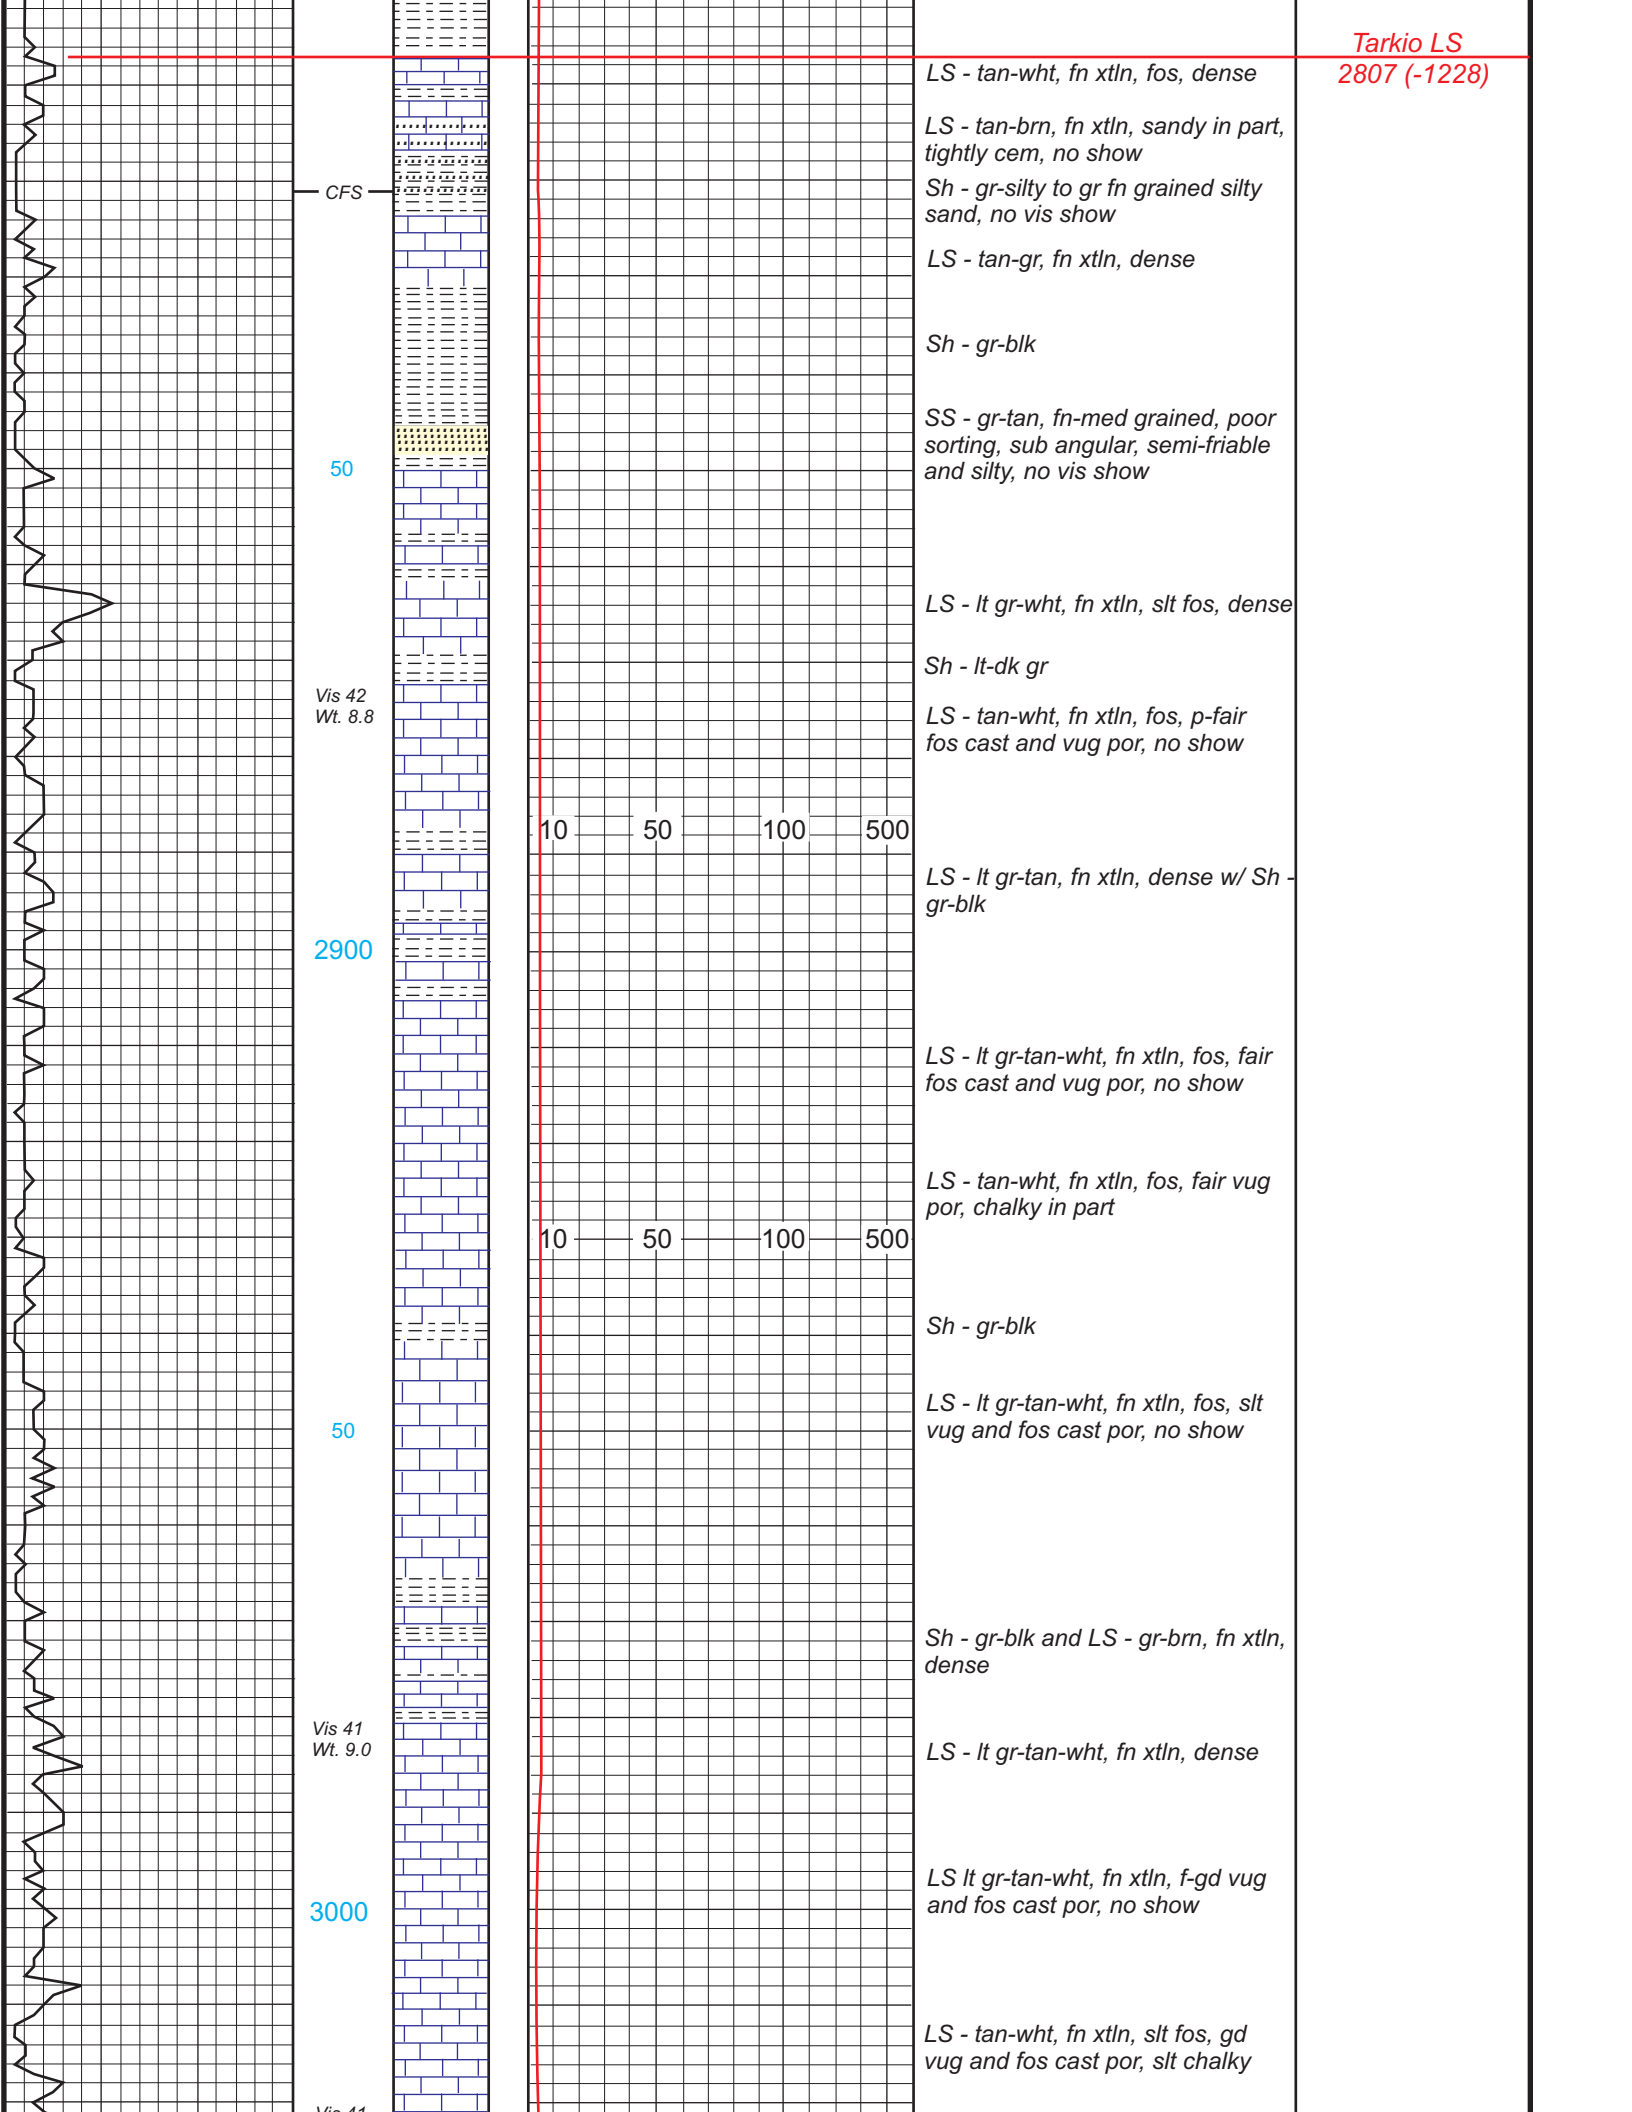 Tarkio LS
2807 (-1228)
LS - tan-wht, fn xtln, fos, dense
LS - tan-brn, fn xtln, sandy in part,
tightly cem, no show
CFS
Sh - gr-silty to gr fn grained silty
sand, no vis show
LS - tan-gr, fn xtln, dense
Sh - gr-blk
SS - gr-tan, fn-med grained, poor
sorting, sub angular, semi-friable
and silty, no vis show
50
LS - lt gr-wht, fn xtln, slt fos, dense
Sh - lt-dk gr
Vis 42
Wt. 8.8
LS - tan-wht, fn xtln, fos, p-fair
fos cast and vug por, no show
10 50 100 500
LS - lt gr-tan, fn xtln, dense w/ Sh -
gr-blk
2900
LS - lt gr-tan-wht, fn xtln, fos, fair
fos cast and vug por, no show
LS - tan-wht, fn xtln, fos, fair vug
por, chalky in part
10 50 100 500
Sh - gr-blk
LS - lt gr-tan-wht, fn xtln, fos, slt
vug and fos cast por, no show
50
Sh - gr-blk and LS - gr-brn, fn xtln,
dense
Vis 41
Wt. 9.0
LS - lt gr-tan-wht, fn xtln, dense
LS lt gr-tan-wht, fn xtln, f-gd vug
and fos cast por, no show
3000
LS - tan-wht, fn xtln, slt fos, gd
vug and fos cast por, slt chalky
Vis 41